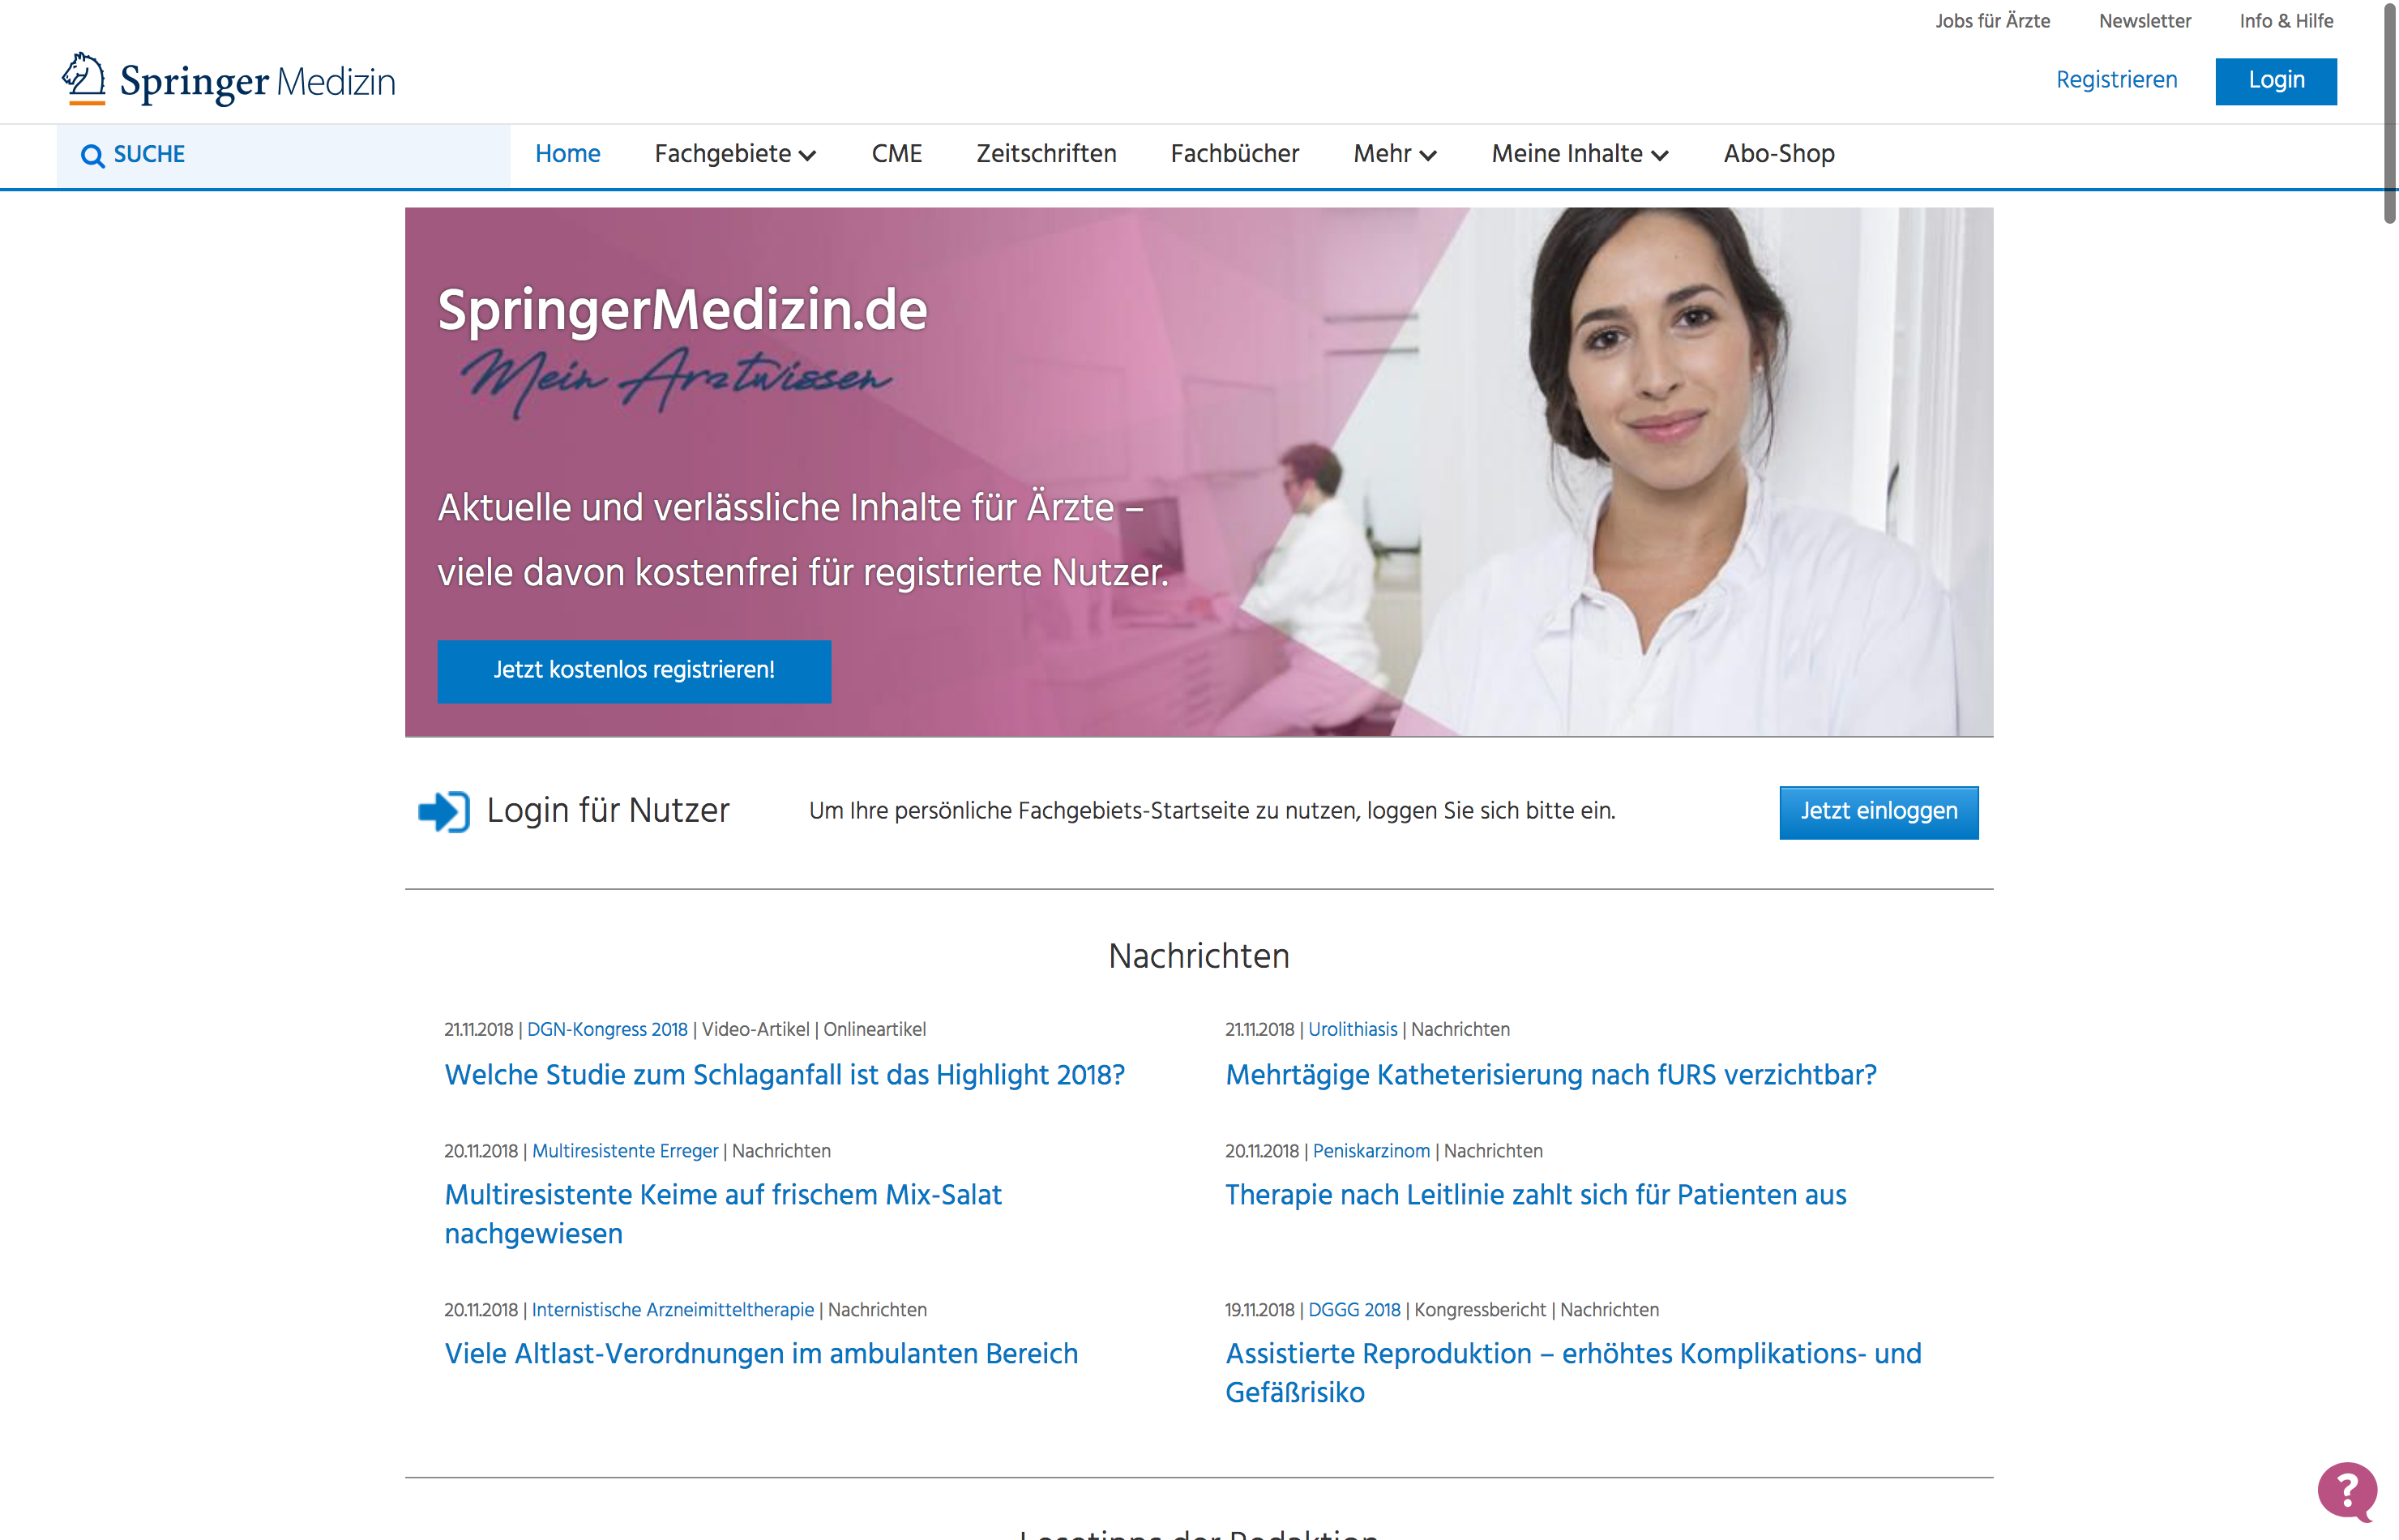 Jobs für Ärzte Newsletter Info & Hilfe
Springer Medizin
Registrieren Login
SUCHE Home Fachgebiete CME Zeitschriften Fachbücher Mehr Meine Inhalte Abo-Shop
SpringerMedizin.de
Mein Arztwissen
Aktuelle und verlässliche Inhalte für Ärzte –
viele davon kostenfrei für registrierte Nutzer.
Jetzt kostenlos registrieren!
Login für Nutzer Um Ihre persönliche Fachgebiets-Startseite zu nutzen, loggen Sie sich bitte ein. Jetzt einloggen
Nachrichten
21.11.2018 | DGN-Kongress 2018 | Video-Artikel | Onlineartikel
Welche Studie zum Schlaganfall ist das Highlight 2018?
21.11.2018 | Urolithiasis | Nachrichten
Mehrtägige Katheterisierung nach fURS verzichtbar?
20.11.2018 | Multiresistente Erreger | Nachrichten
Multiresistente Keime auf frischem Mix-Salat
nachgewiesen
20.11.2018 | Peniskarzinom | Nachrichten
Therapie nach Leitlinie zahlt sich für Patienten aus
20.11.2018 | Internistische Arzneimitteltherapie | Nachrichten
Viele Altlast-Verordnungen im ambulanten Bereich
19.11.2018 | DGGG 2018 | Kongressbericht | Nachrichten
Assistierte Reproduktion – erhöhtes Komplikations- und
Gefäßrisiko
?
Lesetipps der Redaktion